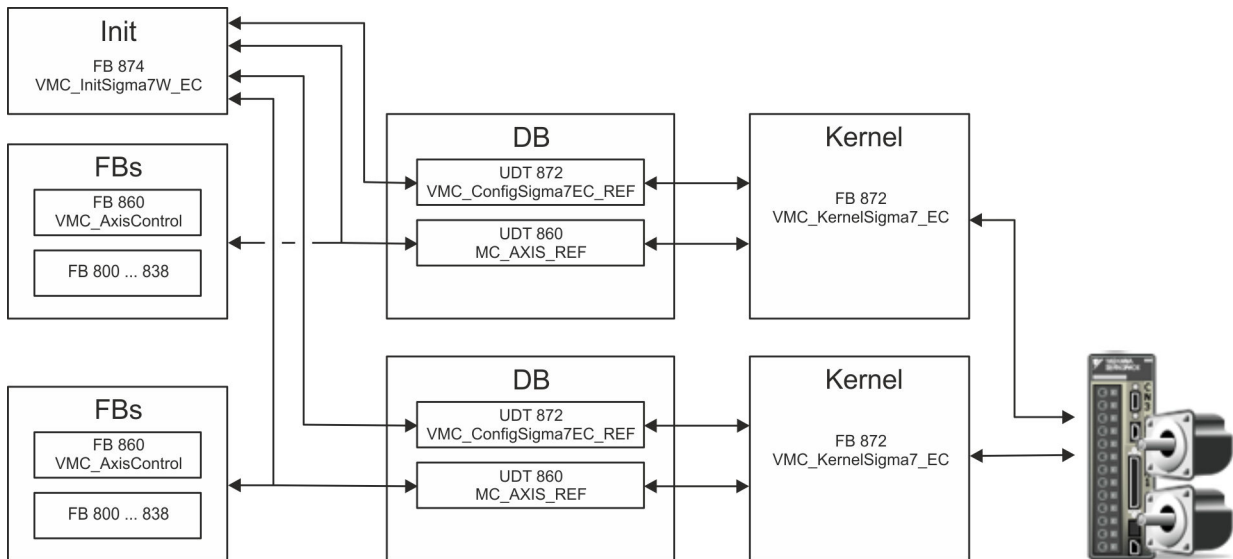 Init
FB 874
VMC_InitSigma7W_EC
FBs
FB 860
VMC_AxisControl
FB 800 ... 838
DB
UDT 872
VMC_ConfigSigma7EC_REF
UDT 860
MC_AXIS_REF
Kernel
FB 872
VMC_KernelSigma7_EC
FBs
FB 860
VMC_AxisControl
FB 800 ... 838
DB
UDT 872
VMC_ConfigSigma7EC_REF
UDT 860
MC_AXIS_REF
Kernel
FB 872
VMC_KernelSigma7_EC